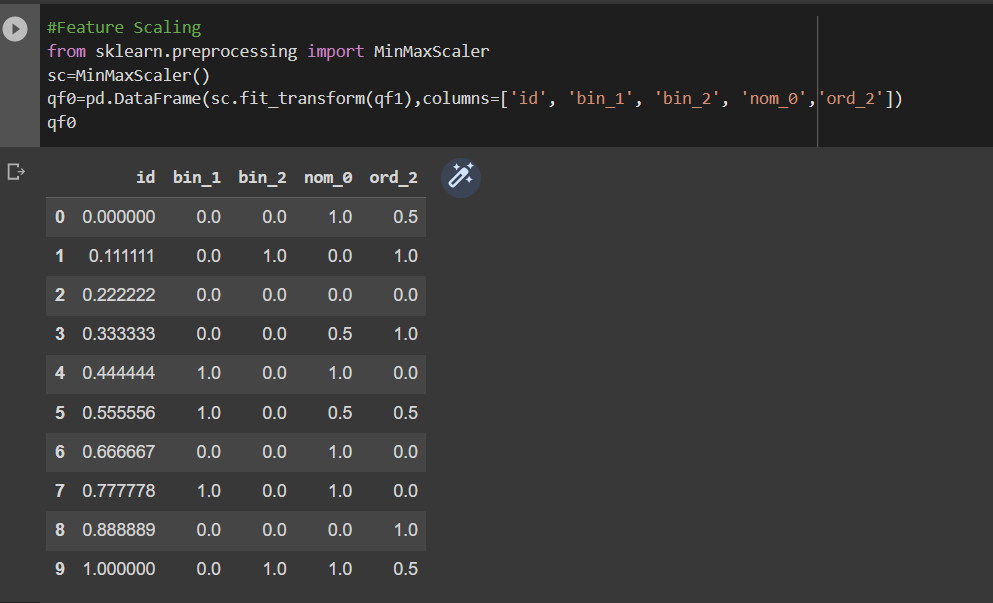 #Feature Scaling
from sklearn.preprocessing import MinMaxScaler
sc=MinMaxScaler()
qf0=pd.DataFrame(sc.fit_transform(qf1),columns=['id', 'bin_1', 'bin_2', 'nom_0','ord_2'])
qf0
id bin_1 bin_2 nom_0 ord_2
0 0.000000 0.0 0.0 1.0 0.5
1 0.111111 0.0 1.0 0.0 1.0
2 0.222222 0.0 0.0 0.0 0.0
3 0.333333 0.0 0.0 0.5 1.0
4 0.444444 1.0 0.0 1.0 0.0
5 0.555556 1.0 0.0 0.5 0.5
6 0.666667 0.0 0.0 1.0 0.0
7 0.777778 1.0 0.0 1.0 0.0
8 0.888889 0.0 0.0 0.0 1.0
9 1.000000 0.0 1.0 1.0 0.5